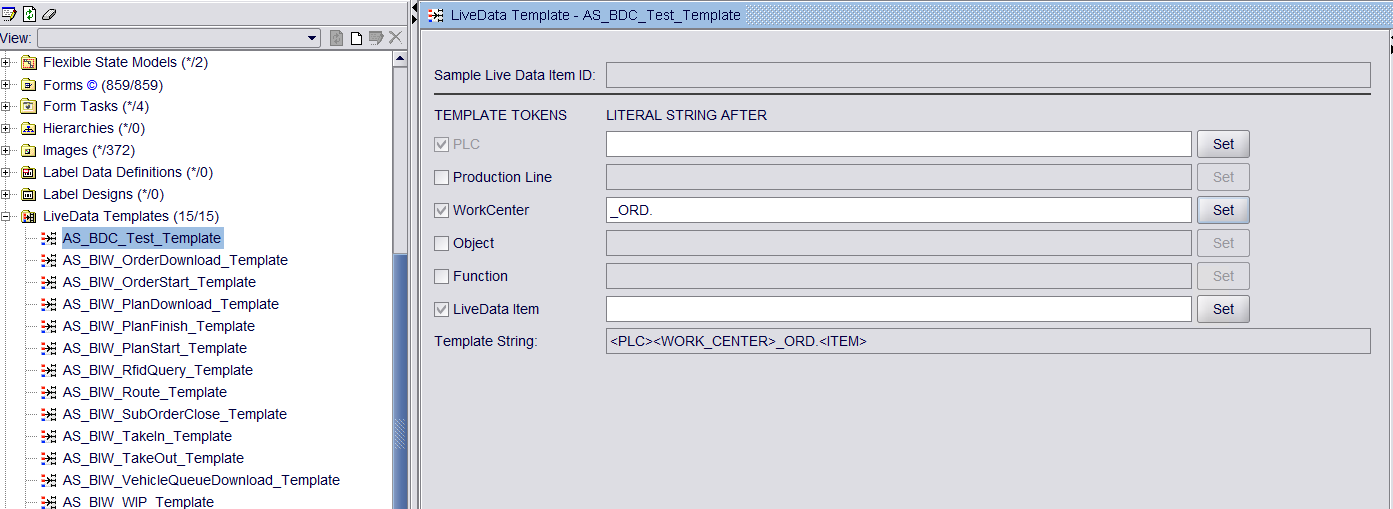 View:
Flexible State Models (*/2)
Forms © (859/859)
Form Tasks (*/4)
Hierarchies (*/0)
Images (*/372)
Label Data Definitions (*/0)
Label Designs (*/0)
LiveData Templates (15/15)
AS_BDC_Test_Template
AS_BIW_OrderDownload_Template
AS_BIW_OrderStart_Template
AS_BIW_PlanDownload_Template
AS_BIW_PlanFinish_Template
AS_BIW_PlanStart_Template
AS_BIW_RfidQuery_Template
AS_BIW_Route_Template
AS_BIW_SubOrderClose_Template
AS_BIW_TakeIn_Template
AS_BIW_TakeOut_Template
AS_BIW_VehicleQueueDownload_Template
AS_BIW_WIP_Template
LiveData Template - AS_BDC_Test_Template
Sample Live Data Item ID:
TEMPLATE TOKENS LITERAL STRING AFTER
PLC Set
Production Line Set
WorkCenter _ORD. Set
Object Set
Function Set
LiveData Item Set
Template String: <PLC><WORK_CENTER>_ORD.<ITEM>